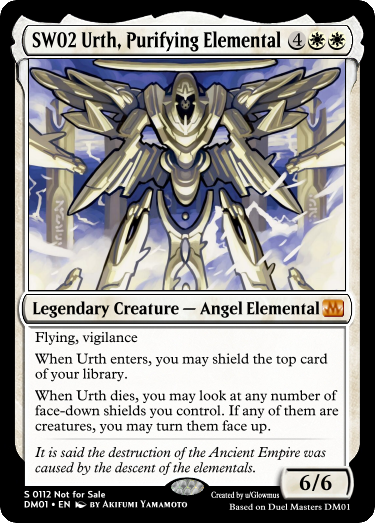 SW02 Urth, Purifying Elemental 4
Legendary Creature — Angel Elemental
Flying, vigilance
When Urth enters, you may shield the top card
of your library.
When Urth dies, you may look at any number of
face-down shields you control. If any of them are
creatures, you may turn them face up.
It is said the destruction of the Ancient Empire was
caused by the descent of the elementals.
6/6
S 0112 Not for Sale
DM01 • EN AKIFUMI YAMAMOTO
Created by u/Glowmus
Based on Duel Masters DM01